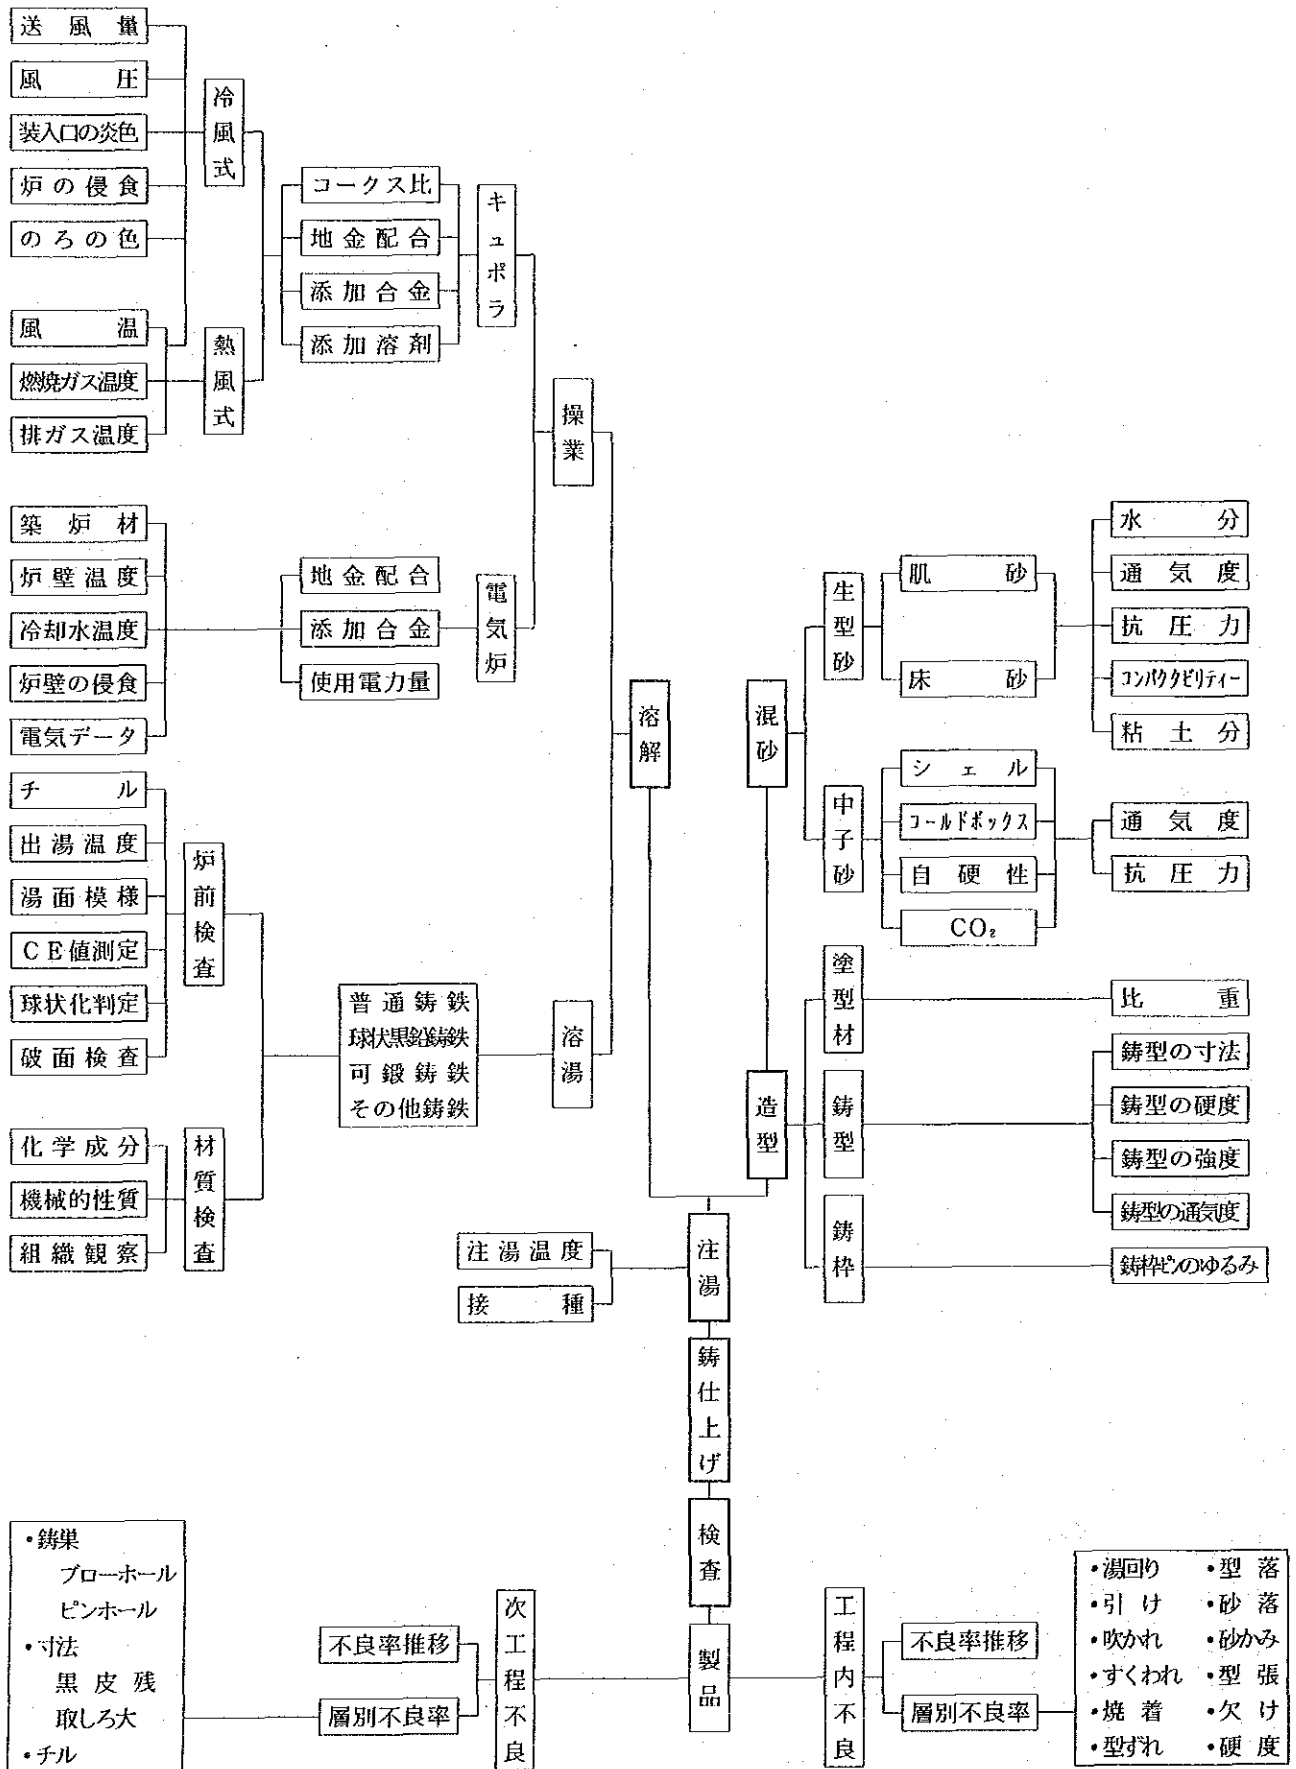 送風量
風圧
装入口の炎色
炉の侵食
のろの色
風温
燃焼ガス温度
排ガス温度
冷風式
熱風式
コークス比
地金配合
添加合金
添加溶剤
キュポラ
操業
築炉材
炉壁温度
冷却水温度
炉壁の侵食
電気データ
地金配合
添加合金
使用電力量
電気炉
溶解
チル
出湯温度
湯面模様
CE値測定
球状化判定
破面検査
炉前検査
化学成分
機械的性質
組織観察
材質検査
普通鋳鉄
球状黒鉛鋳鉄
可鍛鋳鉄
その他鋳鉄
溶湯
混砂
生型砂
肌砂
床砂
水分
通気度
抗圧力
コンパクタビリティー
粘土分
中子砂
シェル
コールドボックス
自硬性
CO₂
通気度
抗圧力
造型
塗型材
比重
鋳型
鋳型の寸法
鋳型の硬度
鋳型の強度
鋳型の通気度
鋳枠
鋳枠ピンのゆるみ
注湯温度
接種
注湯
鋳仕上げ
検査
製品
次工程不良
不良率推移
層別不良率
・鋳巣
ブローホール
ピンホール
・寸法
黒皮残
取しろ大
・チル
工程内不良
不良率推移
層別不良率
・湯回り ・型落
・引け ・砂落
・吹かれ ・砂かみ
・すくわれ ・型張
・焼着 ・欠け
・型ずれ ・硬度